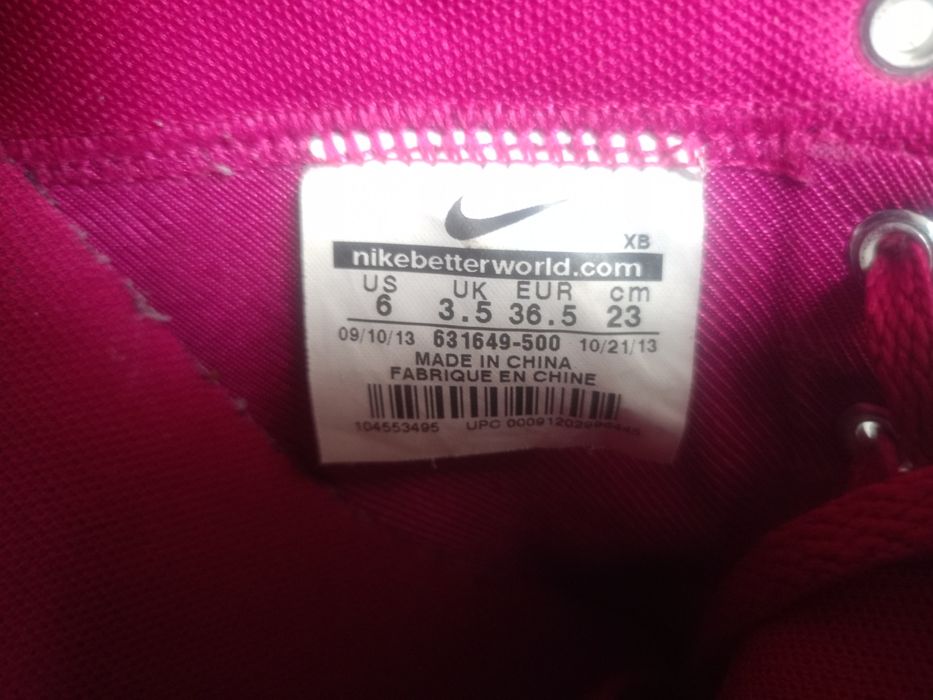 XB
nikebetterworld.com
US UK EUR cm
6 3.5 36.5 23
09/10/13 631649-500 10/21/13
MADE IN CHINA
FABRIQUE EN CHINE
104553495 UPC